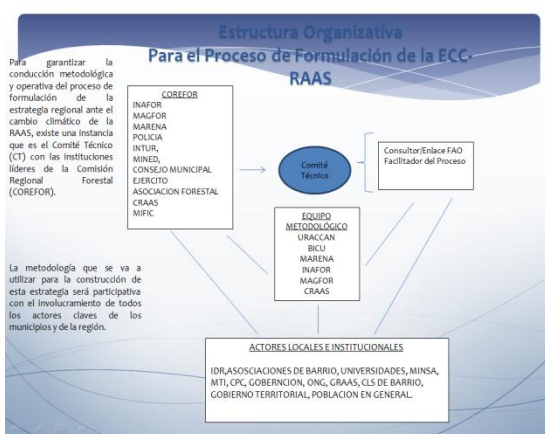 Estructura Organizativa
Para el Proceso de Formulación de la ECC-
RAAS
Para garantizar la
conducción metodológica
y operativa del proceso de
formulación de la
estrategia regional ante el
cambio climático de la
RAAS, existe una instancia
que es el Comité Técnico
(CT) con las instituciones
líderes de la Comisión
Regional Forestal
(COREFOR).
La metodología que se va a
utilizar para la construcción de
esta estrategia será participativa
con el involucramiento de todos
los actores claves de los
municipios y de la región.
COREFOR
INAFOR
MAGFOR
MARENA
POLICIA
INTUR,
MINED,
CONSEJO MUNICIPAL
EJERCITO
ASOCIACION FORESTAL
CRAAS
MIFIC
Comité
Técnico
Consultor/Enlace FAO
Facilitador del Proceso
EQUIPO
METODOLÓGICO
URACCAN
BICU
MARENA
INAFOR
MAGFOR
CRAAS
ACTORES LOCALES E INSTITUCIONALES
IDR,ASOSCIACIONES DE BARRIO, UNIVERSIDADES, MINSA,
MTI, CPC, GOBERNCION, ONG, GRAAS, CLS DE BARRIO,
GOBIERNO TERRITORIAL, POBLACION EN GENERAL.